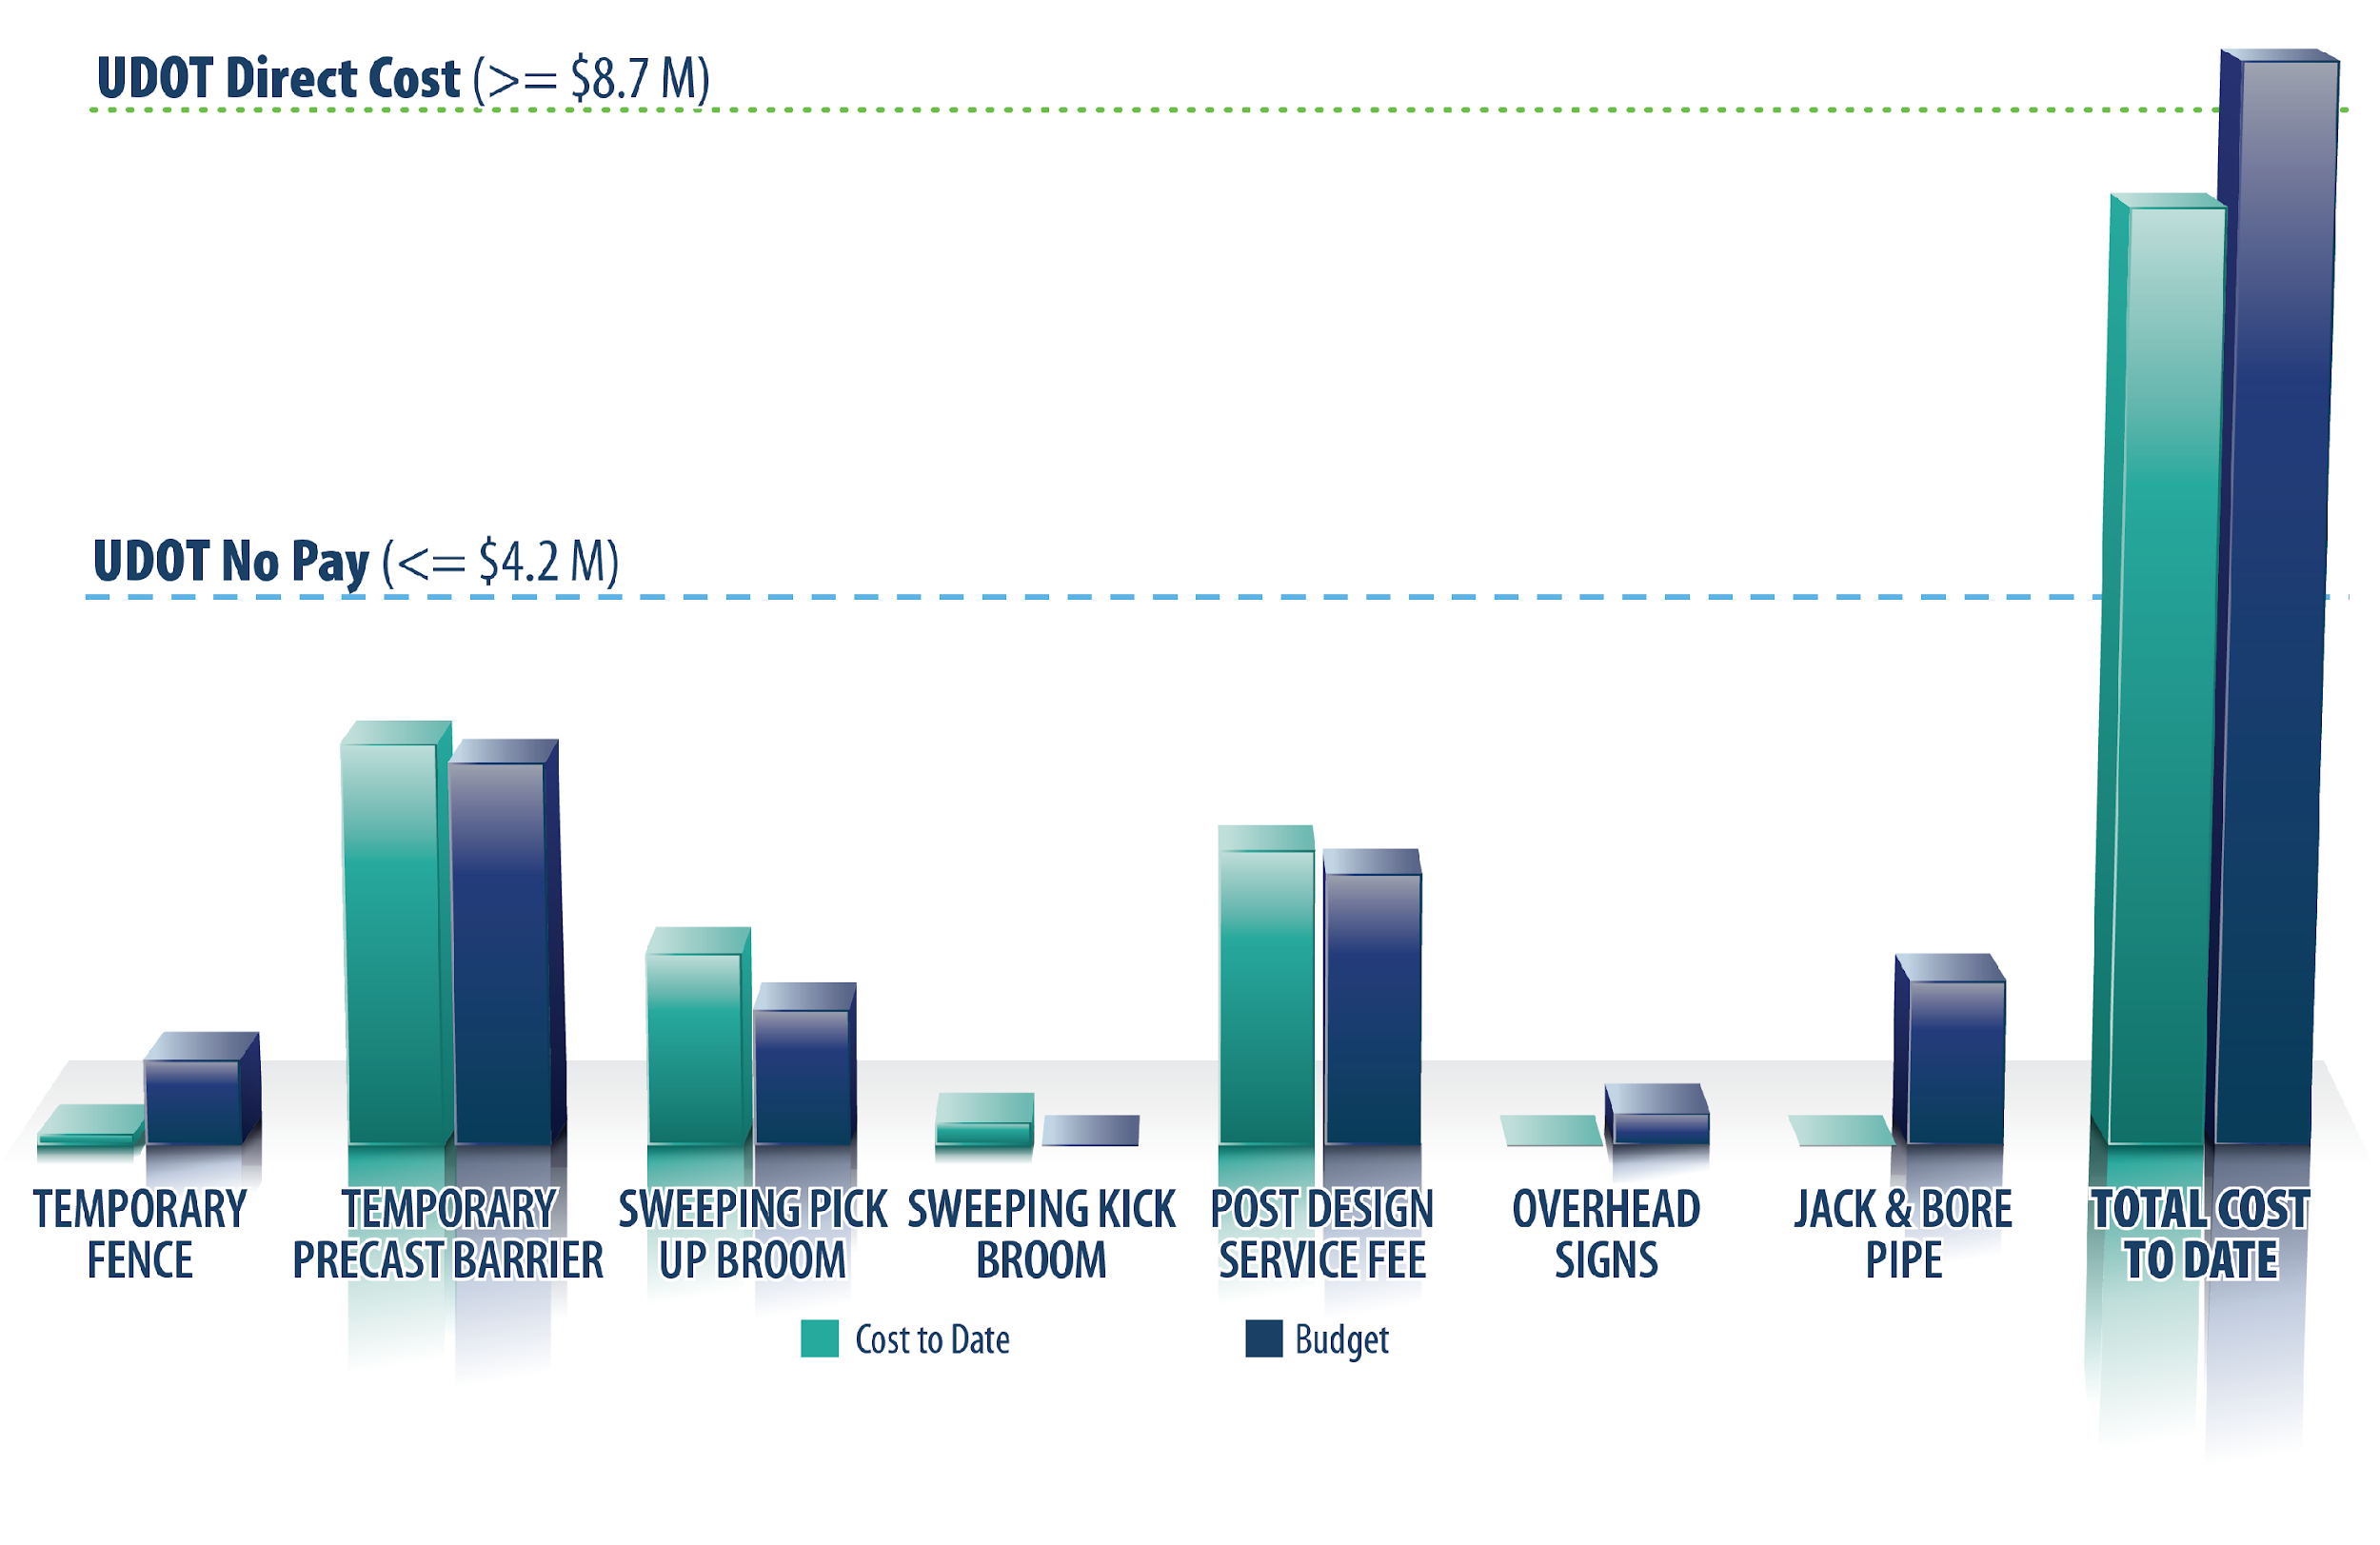 UDOT Direct Cost (>= $8.7 M)
UDOT No Pay (<= $4.2 M)
TEMPORARY
FENCE
TEMPORARY
PRECAST BARRIER
SWEEPING PICK
UP BROOM
SWEEPING KICK
BROOM
POST DESIGN
SERVICE FEE
OVERHEAD
SIGNS
JACK & BORE
PIPE
TOTAL COST
TO DATE
Cost to Date
Budget